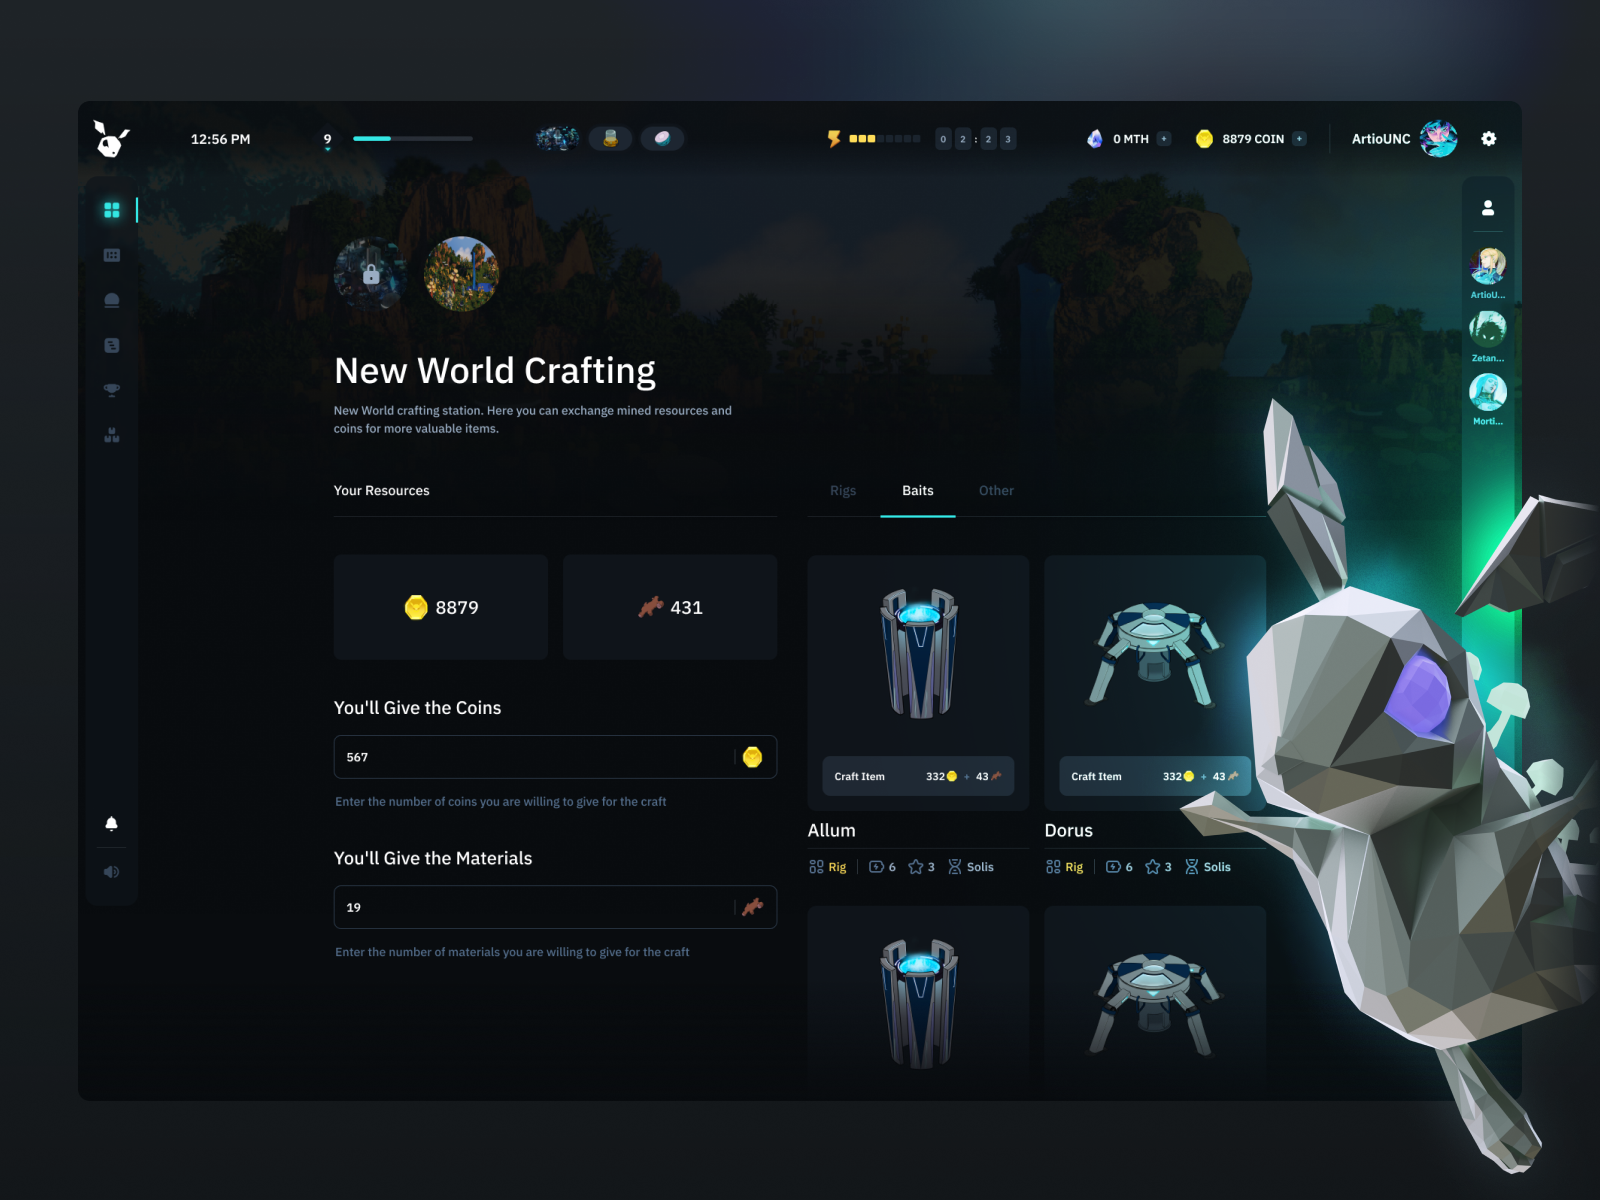 12:56 PM
9
0 2 : 2 3
0 MTH +
8879 COIN +
ArtioUNC
ArtioU...
Zetan...
Morti...
New World Crafting
New World crafting station. Here you can exchange mined resources and
coins for more valuable items.
Your Resources
8879
431
You'll Give the Coins
567
Enter the number of coins you are willing to give for the craft
You'll Give the Materials
19
Enter the number of materials you are willing to give for the craft
Rigs Baits Other
Craft Item 332 + 43
Allum
Rig 6 3 Solis
Craft Item 332 + 43
Dorus
Rig 6 3 Solis